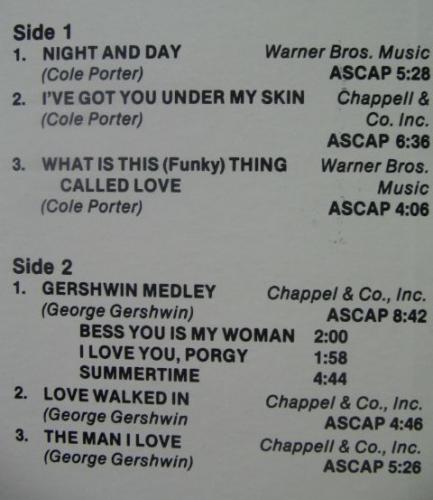 Side 1
1. NIGHT AND DAY Warner Bros. Music
(Cole Porter) ASCAP 5:28
2. I'VE GOT YOU UNDER MY SKIN Chappell &
(Cole Porter) Co. Inc.
ASCAP 6:36
3. WHAT IS THIS (Funky) THING Warner Bros.
CALLED LOVE Music
(Cole Porter) ASCAP 4:06
Side 2
1. GERSHWIN MEDLEY Chappel & Co., Inc.
(George Gershwin) ASCAP 8:42
BESS YOU IS MY WOMAN 2:00
I LOVE YOU, PORGY 1:58
SUMMERTIME 4:44
2. LOVE WALKED IN Chappel & Co., Inc.
(George Gershwin ASCAP 4:46
3. THE MAN I LOVE Chappell & Co., Inc.
(George Gershwin) ASCAP 5:26